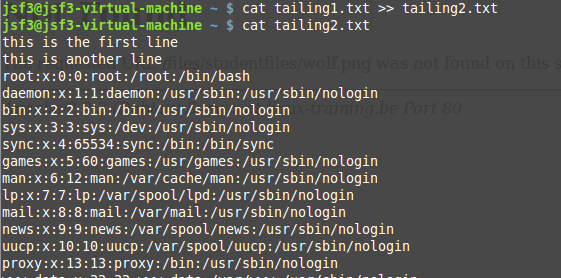 jsf3@jsf3-virtual-machine ~ $ cat tailing1.txt >> tailing2.txt
jsf3@jsf3-virtual-machine ~ $ cat tailing2.txt
this is the first line
this is another line
/files/studentfiles/wolf.png was not found on this s
root:x:0:0:root:/root:/bin/bash
daemon:x:1:1:daemon:/usr/sbin:/usr/sbin/nologin
bin:x:2:2:bin:/bin:/usr/sbin/nologin
x-training.be Port 80
sys:x:3:3:sys:/dev:/usr/sbin/nologin
sync:x:4:65534:sync:/bin:/bin/sync
games:x:5:60:games:/usr/games:/usr/sbin/nologin
man:x:6:12:man:/var/cache/man:/usr/sbin/nologin
lp:x:7:7:lp:/var/spool/lpd:/usr/sbin/nologin
mail:x:8:8:mail:/var/mail:/usr/sbin/nologin
news:x:9:9:news:/var/spool/news:/usr/sbin/nologin
uucp:x:10:10:uucp:/var/spool/uucp:/usr/sbin/nologin
proxy:x:13:13:proxy:/bin:/usr/sbin/nologin